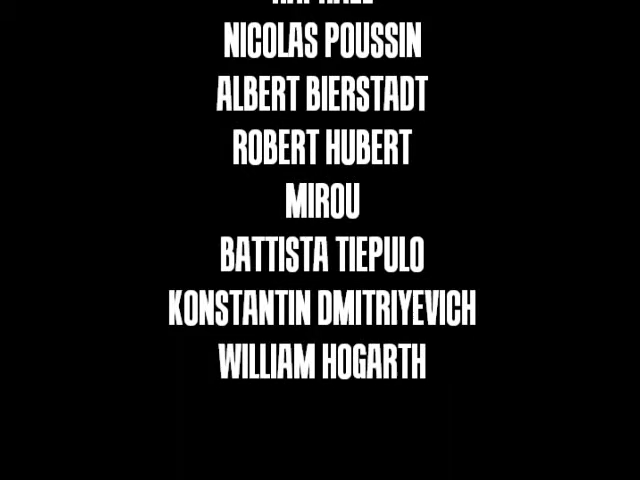 NICOLAS POUSSIN
ALBERT BIERSTADT
ROBERT HUBERT
MIROU
BATTISTA TIEPULO
KONSTANTIN DMITRIYEVICH
WILLIAM HOGARTH